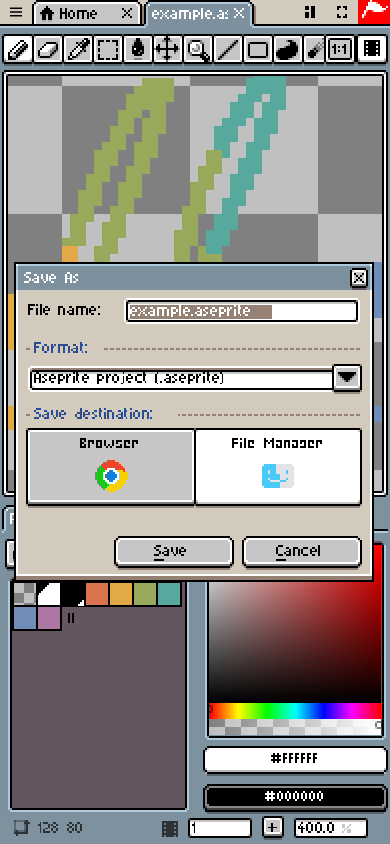 Home
example.as
1:1
Save As
File name: example.aseprite
Format:
Aseprite project (.aseprite)
Save destination:
Browser File Manager
Save Cancel
#FFFFFF
#000000
128 80 1 + 400.0 %